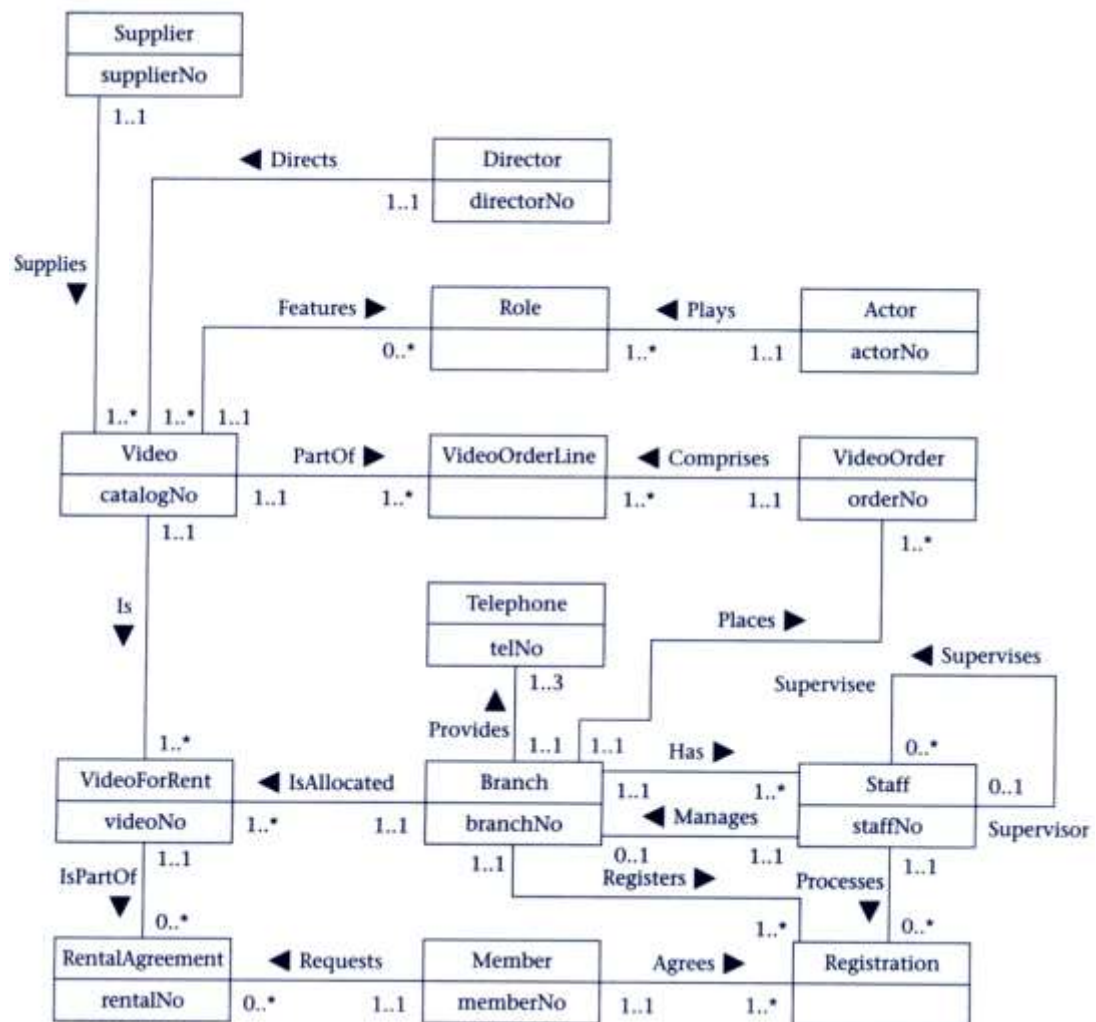 Supplier
supplierNo
1..1
◄ Directs
Director
1..1
directorNo
Supplies
▼
Features ►
Role
◄ Plays
Actor
0..*
1..*
1..1
actorNo
1..*
1..*
1..1
Video
PartOf ►
VideoOrderLine
◄ Comprises
VideoOrder
catalogNo
1..1
1..*
1..*
1..1
orderNo
1..1
1..*
Is
▼
Telephone
telNo
Places ►
◄ Supervises
1..3
Supervisee
▲
Provides
1..*
1..1
1..1
Has ►
0..*
VideoForRent
◄ IsAllocated
Branch
1..1
1..*
Staff
0..1
videoNo
1..*
1..1
branchNo
◄ Manages
staffNo
Supervisor
1..1
1..1
0..1
1..1
1..1
IsPartOf
▼
Registers ►
Processes
▼
0..*
1..*
0..*
RentalAgreement
◄ Requests
Member
Agrees ►
Registration
rentalNo
0..*
1..1
memberNo
1..1
1..*